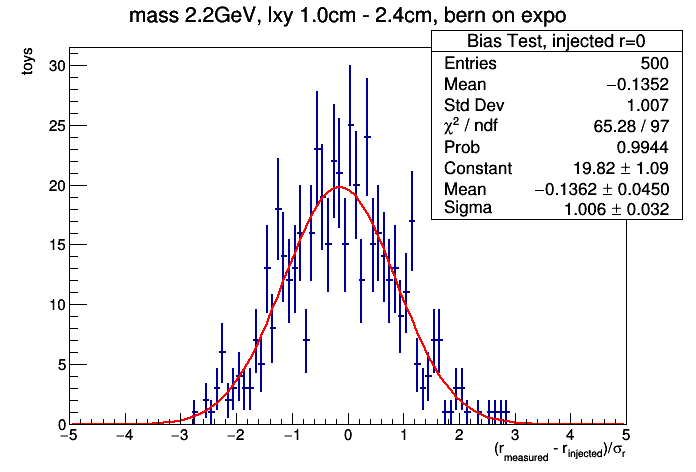 mass 2.2GeV, lxy 1.0cm - 2.4cm, bern on expo
toys
Bias Test, injected r=0
Entries 500
Mean −0.1352
Std Dev 1.007
χ² / ndf 65.28 / 97
Prob 0.9944
Constant 19.82 ± 1.09
Mean −0.1362 ± 0.0450
Sigma 1.006 ± 0.032
30
25
20
15
10
5
0
−5 −4 −3 −2 −1 0 1 2 3 4 5
(r_measured - r_injected)/σ_r